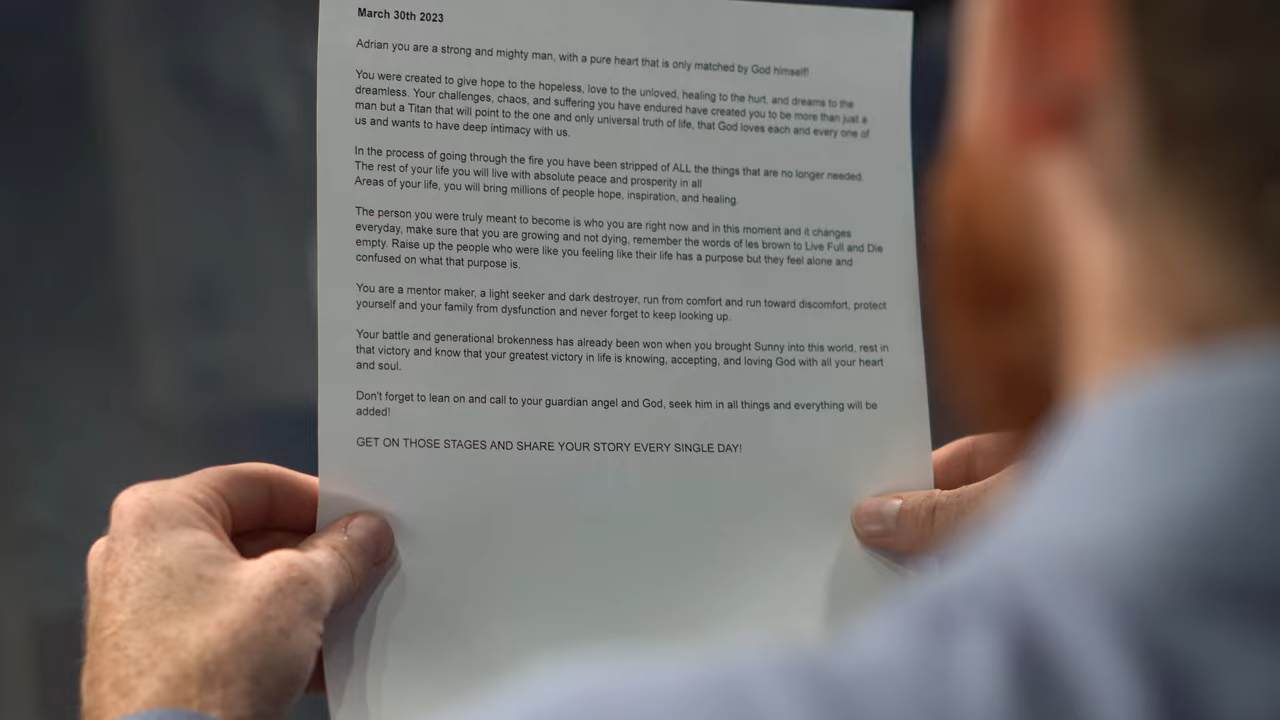 March 30th 2023
Adrian you are a strong and mighty man, with a pure heart that is only matched by God himself!
You were created to give hope to the hopeless, love to the unloved, healing to the hurt, and dreams to the
dreamless. Your challenges, chaos, and suffering you have endured have created you to be more than just a
man but a Titan that will point to the one and only universal truth of life, that God loves each and every one of
us and wants to have deep intimacy with us.
In the process of going through the fire you have been stripped of ALL the things that are no longer needed.
The rest of your life you will live with absolute peace and prosperity in all
Areas of your life, you will bring millions of people hope, inspiration, and healing.
The person you were truly meant to become is who you are right now and in this moment and it changes
everyday, make sure that you are growing and not dying, remember the words of les brown to Live Full and Die
empty. Raise up the people who were like you feeling like their life has a purpose but they feel alone and
confused on what that purpose is.
You are a mentor maker, a light seeker and dark destroyer, run from comfort and run toward discomfort, protect
yourself and your family from dysfunction and never forget to keep looking up.
Your battle and generational brokenness has already been won when you brought Sunny into this world, rest in
that victory and know that your greatest victory in life is knowing, accepting, and loving God with all your heart
and soul.
Don't forget to lean on and call to your guardian angel and God, seek him in all things and everything will be
added!
GET ON THOSE STAGES AND SHARE YOUR STORY EVERY SINGLE DAY!